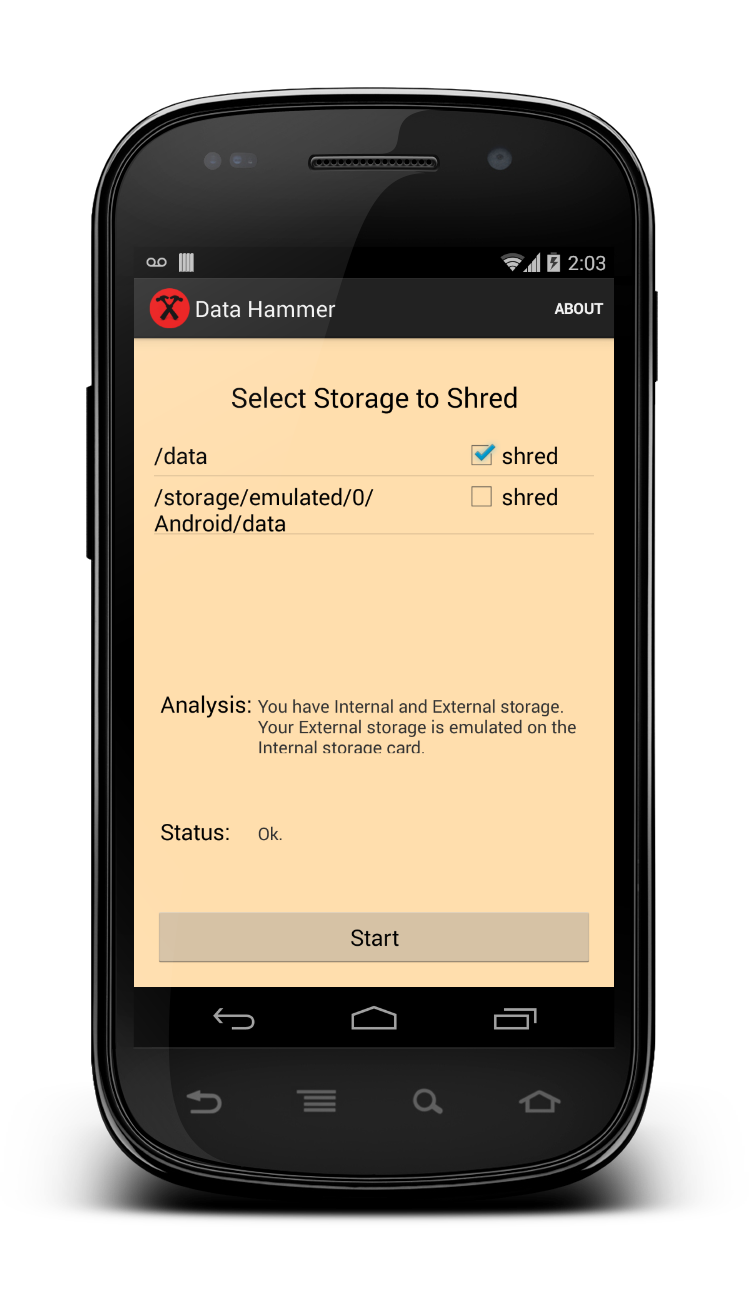 2:03
Data Hammer
ABOUT
Select Storage to Shred
/data
shred
/storage/emulated/0/
Android/data
shred
Analysis:
You have Internal and External storage.
Your External storage is emulated on the
Internal storage card.
Status:
Ok.
Start